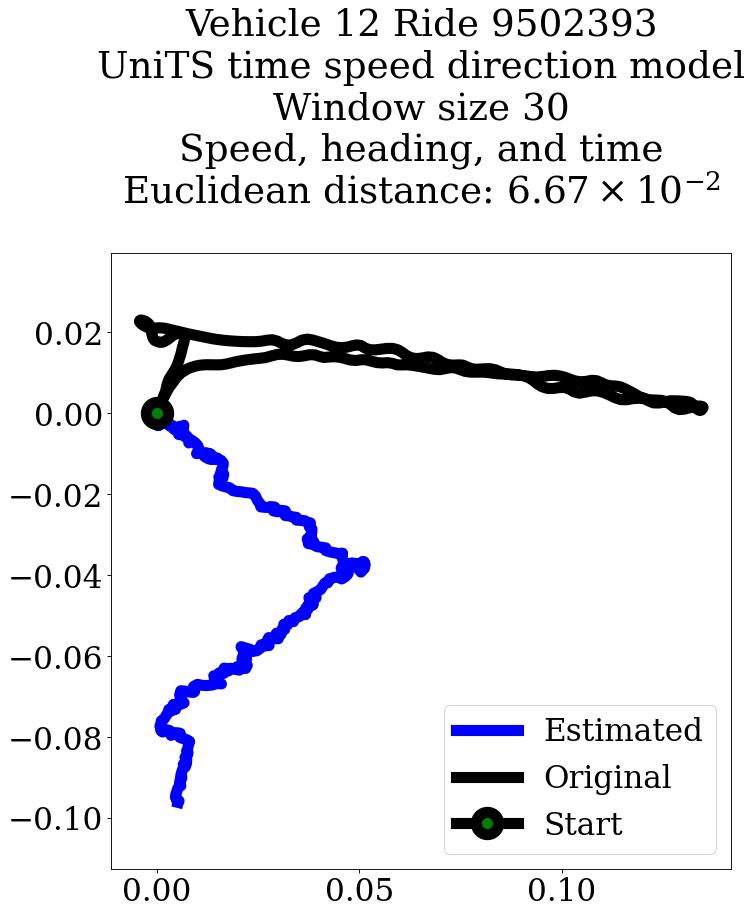 Vehicle 12 Ride 9502393
UniTS time speed direction model
Window size 30
Speed, heading, and time
Euclidean distance: 6.67 × 10⁻²
0.02
0.00
−0.02
−0.04
−0.06
−0.08
−0.10
Estimated
Original
Start
0.00 0.05 0.10